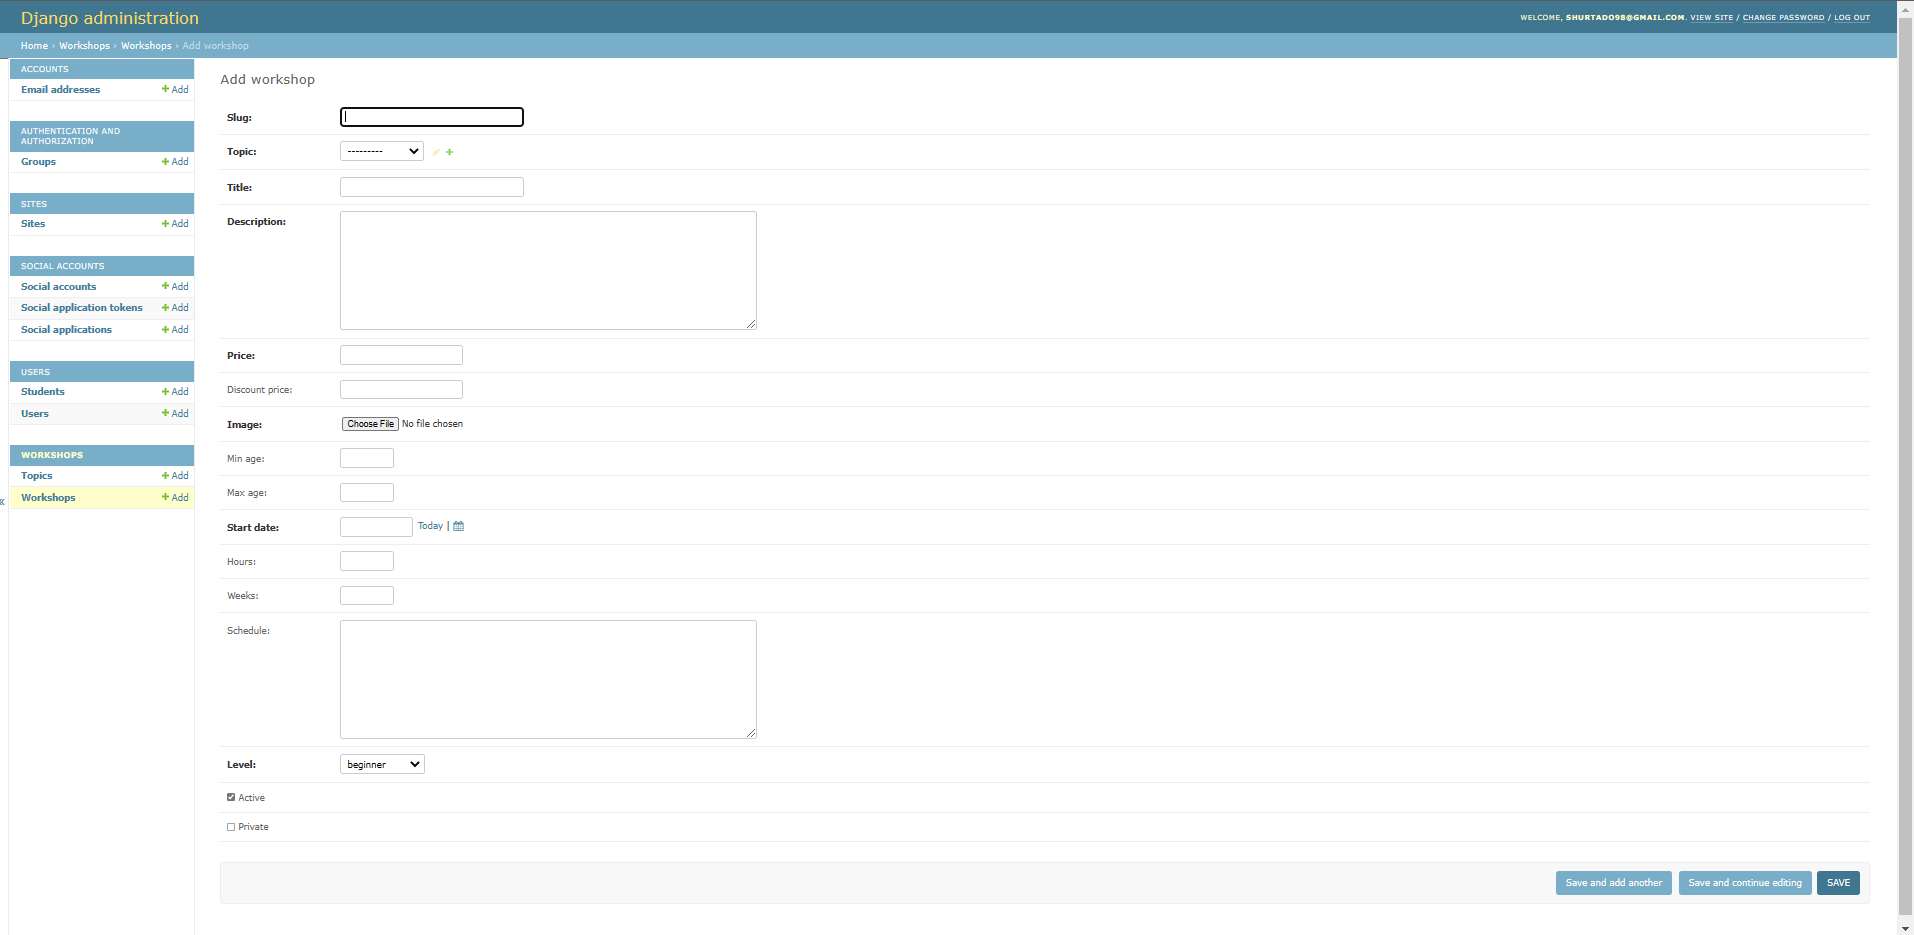 Django administration
WELCOME, SHURTADO98@GMAIL.COM. VIEW SITE / CHANGE PASSWORD / LOG OUT
Home › Workshops › Workshops › Add workshop
ACCOUNTS
Email addresses + Add
AUTHENTICATION AND
AUTHORIZATION
Groups + Add
SITES
Sites + Add
SOCIAL ACCOUNTS
Social accounts + Add
Social application tokens + Add
Social applications + Add
USERS
Students + Add
Users + Add
WORKSHOPS
Topics + Add
Workshops + Add
«
Add workshop
Slug:
Topic: ---------
Title:
Description:
Price:
Discount price:
Image: Choose File No file chosen
Min age:
Max age:
Start date: Today |
Hours:
Weeks:
Schedule:
Level: beginner
Active
Private
Save and add another Save and continue editing SAVE